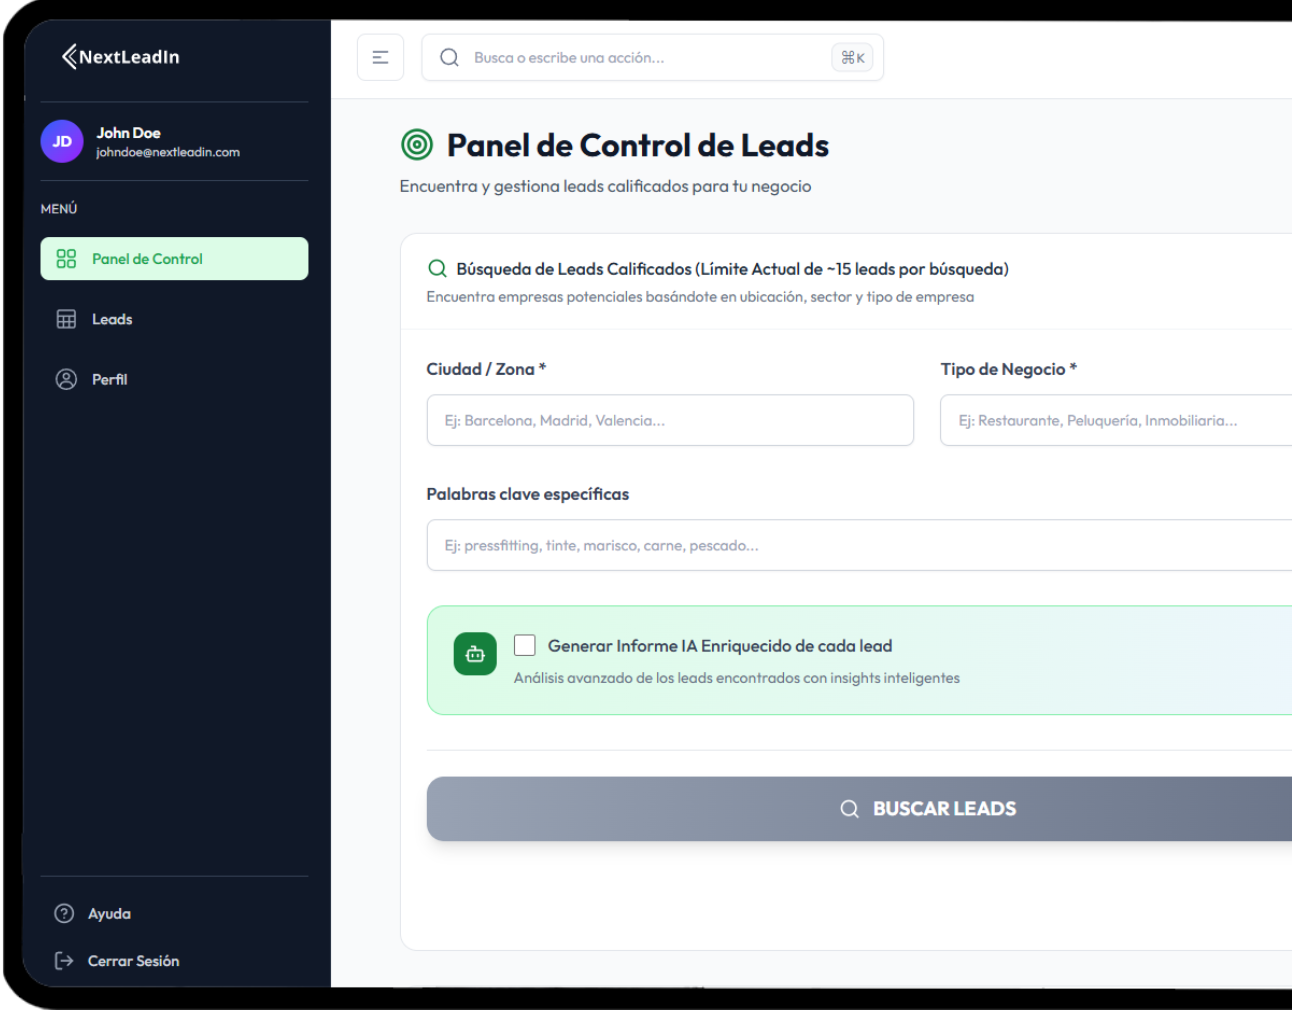 NextLeadIn
JD
John Doe
johndoe@nextleadin.com
MENÚ
Panel de Control
Leads
Perfil
Ayuda
Cerrar Sesión
Busca o escribe una acción...
⌘K
Panel de Control de Leads
Encuentra y gestiona leads calificados para tu negocio
Búsqueda de Leads Calificados (Límite Actual de ~15 leads por búsqueda)
Encuentra empresas potenciales basándote en ubicación, sector y tipo de empresa
Ciudad / Zona *
Ej: Barcelona, Madrid, Valencia...
Tipo de Negocio *
Ej: Restaurante, Peluquería, Inmobiliaria...
Palabras clave específicas
Ej: pressfitting, tinte, marisco, carne, pescado...
Generar Informe IA Enriquecido de cada lead
Análisis avanzado de los leads encontrados con insights inteligentes
BUSCAR LEADS